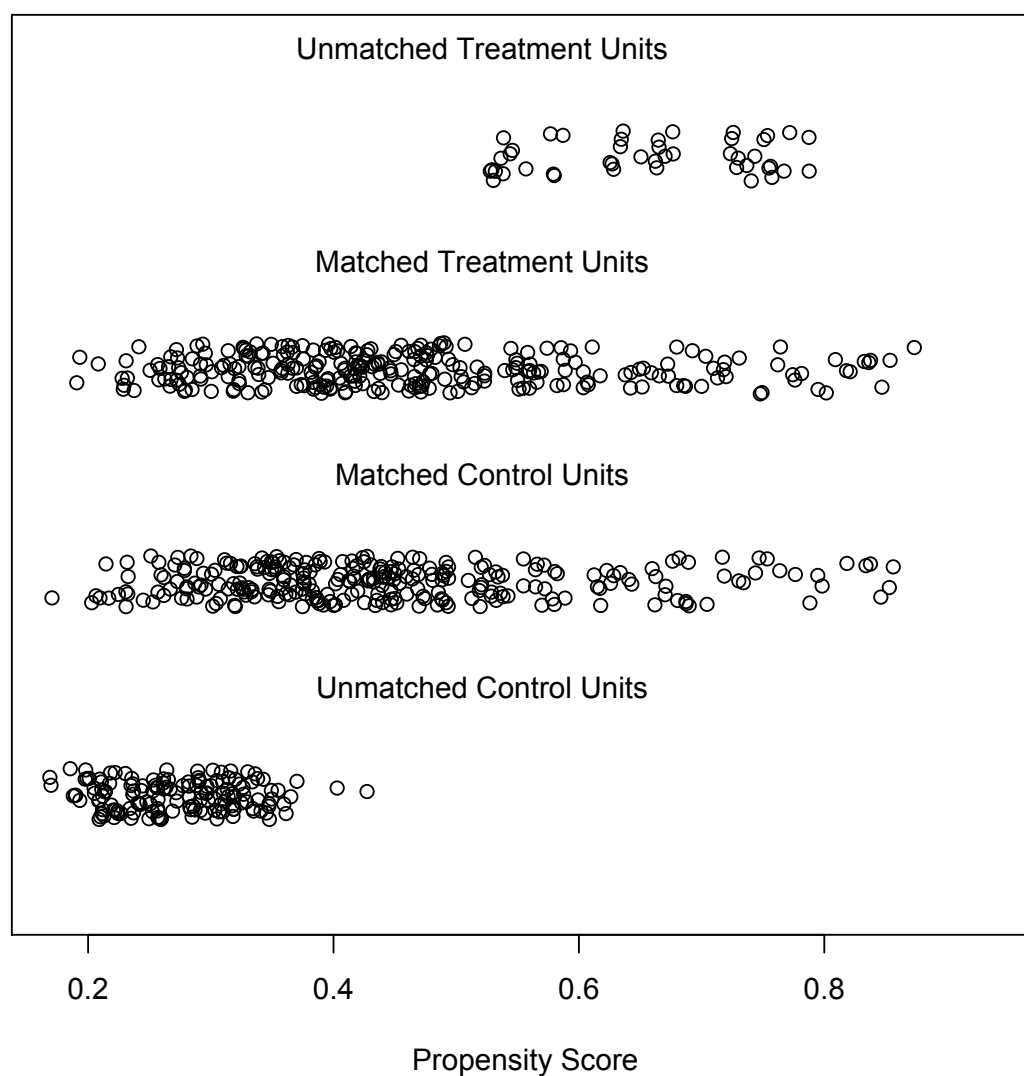 Unmatched Treatment Units
Matched Treatment Units
Matched Control Units
Unmatched Control Units
0.2 0.4 0.6 0.8
Propensity Score